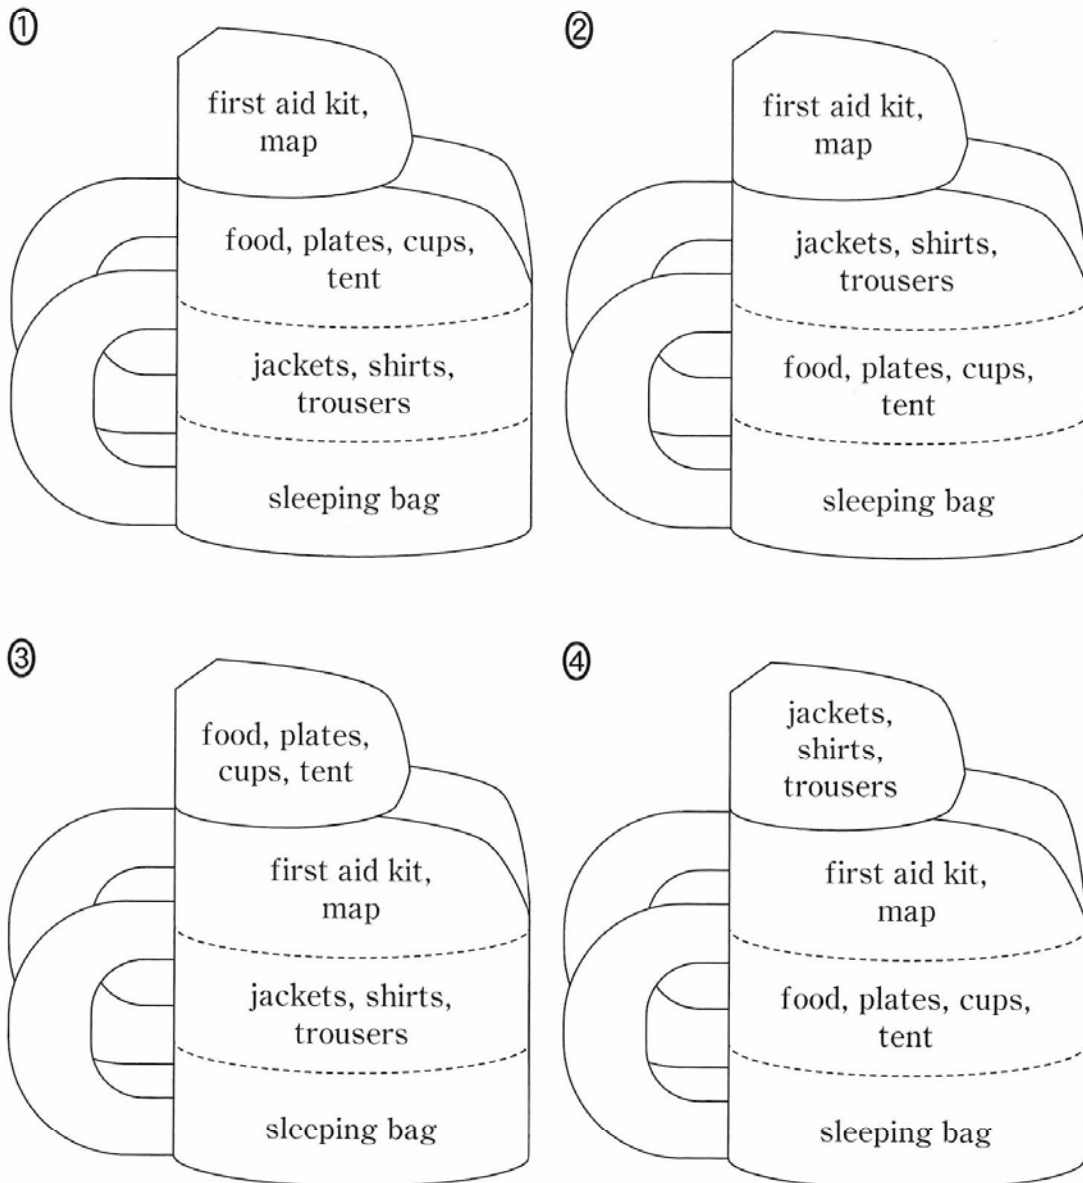 ①
first aid kit,
map
food, plates, cups,
tent
jackets, shirts,
trousers
sleeping bag
②
first aid kit,
map
jackets, shirts,
trousers
food, plates, cups,
tent
sleeping bag
③
food, plates,
cups, tent
first aid kit,
map
jackets, shirts,
trousers
sleeping bag
④
jackets,
shirts,
trousers
first aid kit,
map
food, plates, cups,
tent
sleeping bag